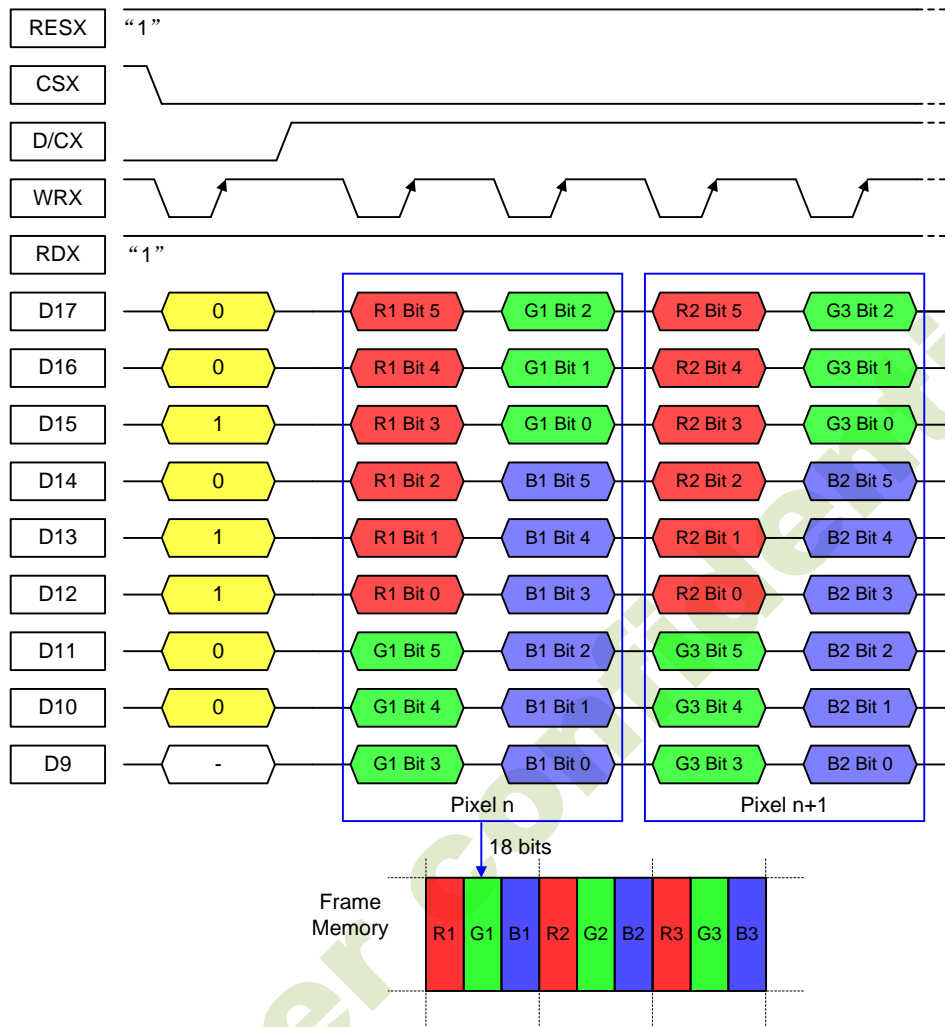 RESX “1”
CSX
D/CX
WRX
RDX “1”
D17 0 R1 Bit 5 G1 Bit 2 R2 Bit 5 G3 Bit 2
D16 0 R1 Bit 4 G1 Bit 1 R2 Bit 4 G3 Bit 1
D15 1 R1 Bit 3 G1 Bit 0 R2 Bit 3 G3 Bit 0
D14 0 R1 Bit 2 B1 Bit 5 R2 Bit 2 B2 Bit 5
D13 1 R1 Bit 1 B1 Bit 4 R2 Bit 1 B2 Bit 4
D12 1 R1 Bit 0 B1 Bit 3 R2 Bit 0 B2 Bit 3
D11 0 G1 Bit 5 B1 Bit 2 G3 Bit 5 B2 Bit 2
D10 0 G1 Bit 4 B1 Bit 1 G3 Bit 4 B2 Bit 1
D9 - G1 Bit 3 B1 Bit 0 G3 Bit 3 B2 Bit 0
Pixel n Pixel n+1
18 bits
Frame
Memory
R1 G1 B1 R2 G2 B2 R3 G3 B3